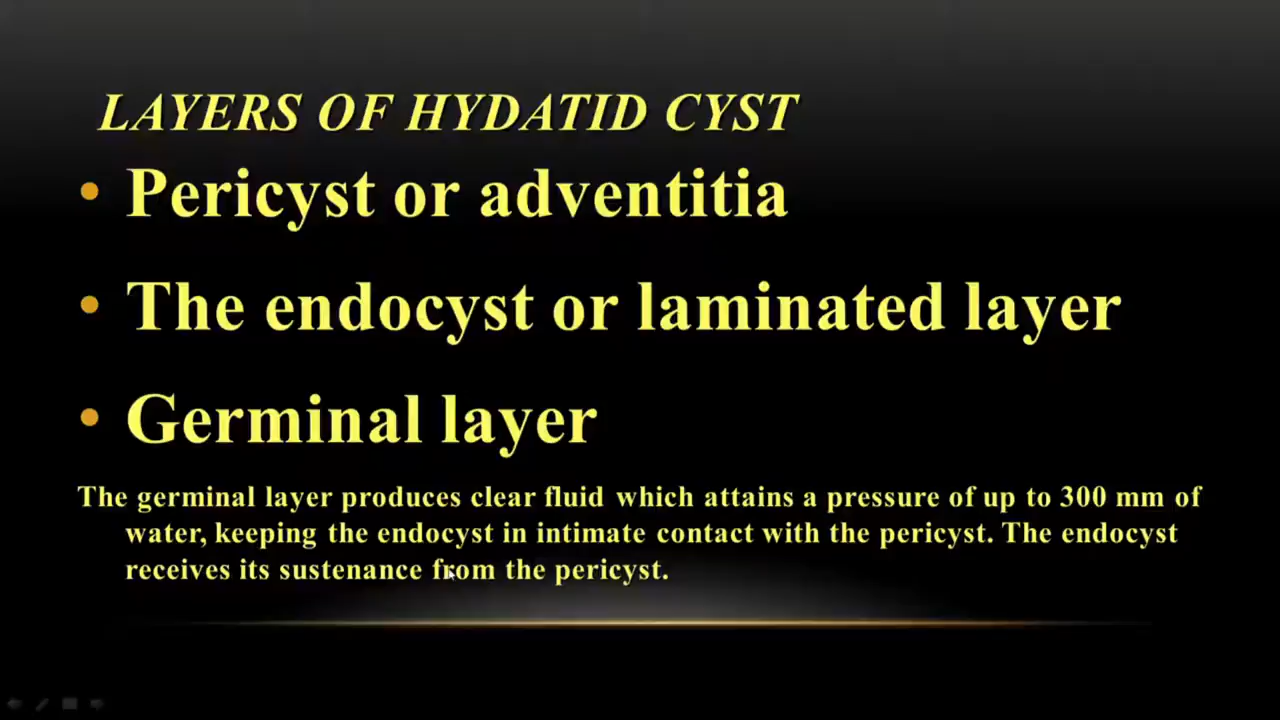 LAYERS OF HYDATID CYST
• Pericyst or adventitia
• The endocyst or laminated layer
• Germinal layer
The germinal layer produces clear fluid which attains a pressure of up to 300 mm of
water, keeping the endocyst in intimate contact with the pericyst. The endocyst
receives its sustenance from the pericyst.